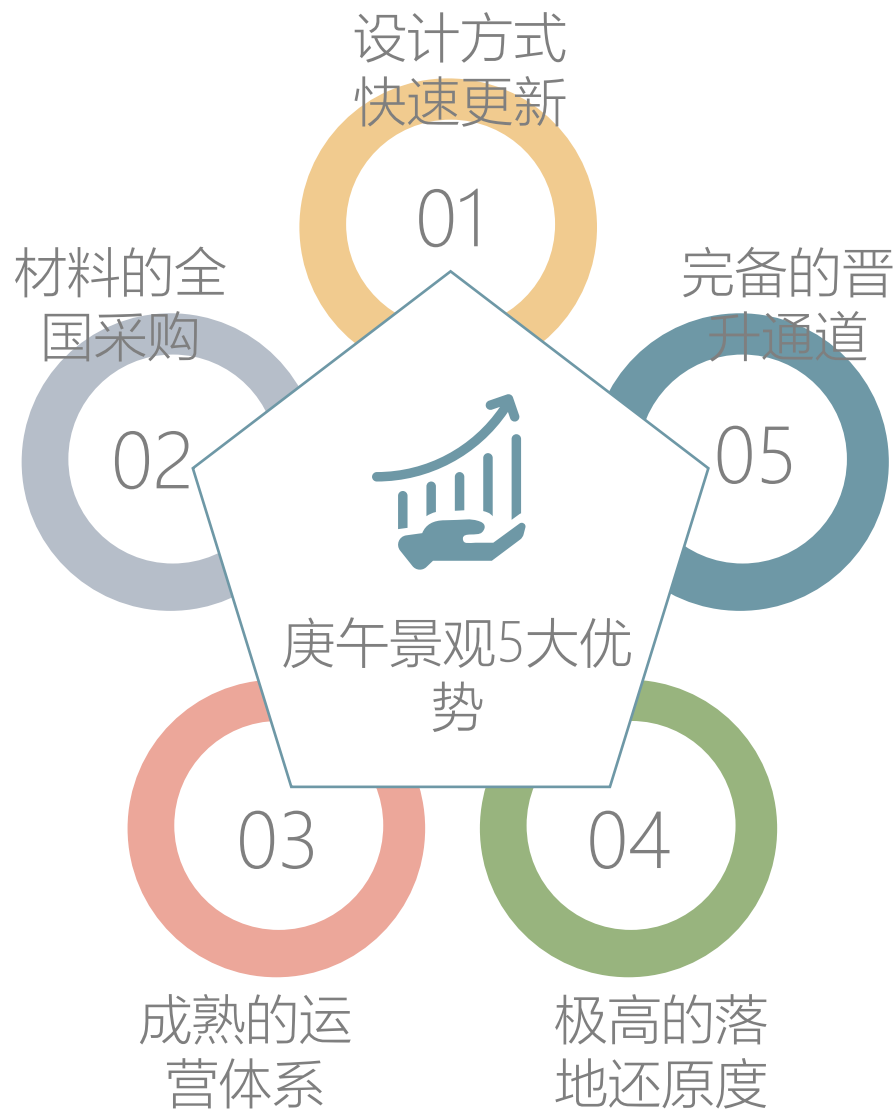 设计方式
快速更新
01
材料的全
国采购
02
完备的晋
升通道
05
庚午景观5大优
势
03
04
成熟的运
营体系
极高的落
地还原度